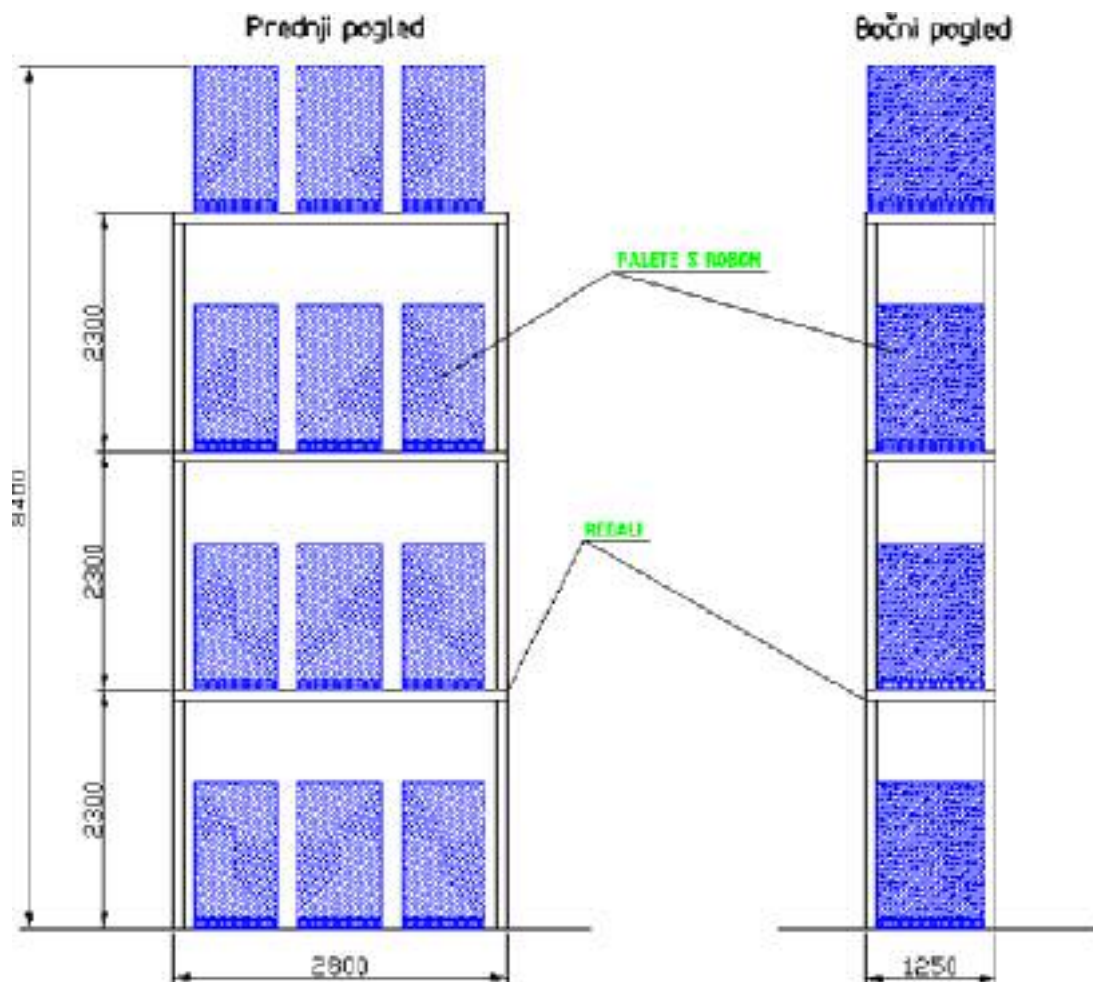 Prednji pogled
Bočni pogled
PALETE S ROBOM
2300
8400
REGALI
2300
2300
2800
1250